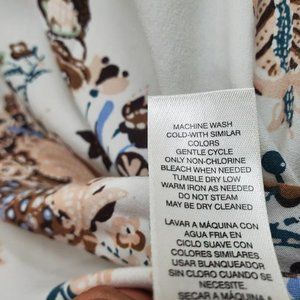 MACHINE WASH
COLD-WITH SIMILAR
COLORS
GENTLE CYCLE
ONLY NON-CHLORINE
BLEACH WHEN NEEDED
TUMBLE DRY LOW
WARM IRON AS NEEDED
DO NOT STEAM
MAY BE DRY CLEANED
LAVAR A MÁQUINA CON
AGUA FRIA EN
CICLO SUAVE CON
COLORES SIMILARES.
USAR BLANQUEADOR
SIN CLORO CUANDO SE
NECESITE.
SECAR A MAQUINA